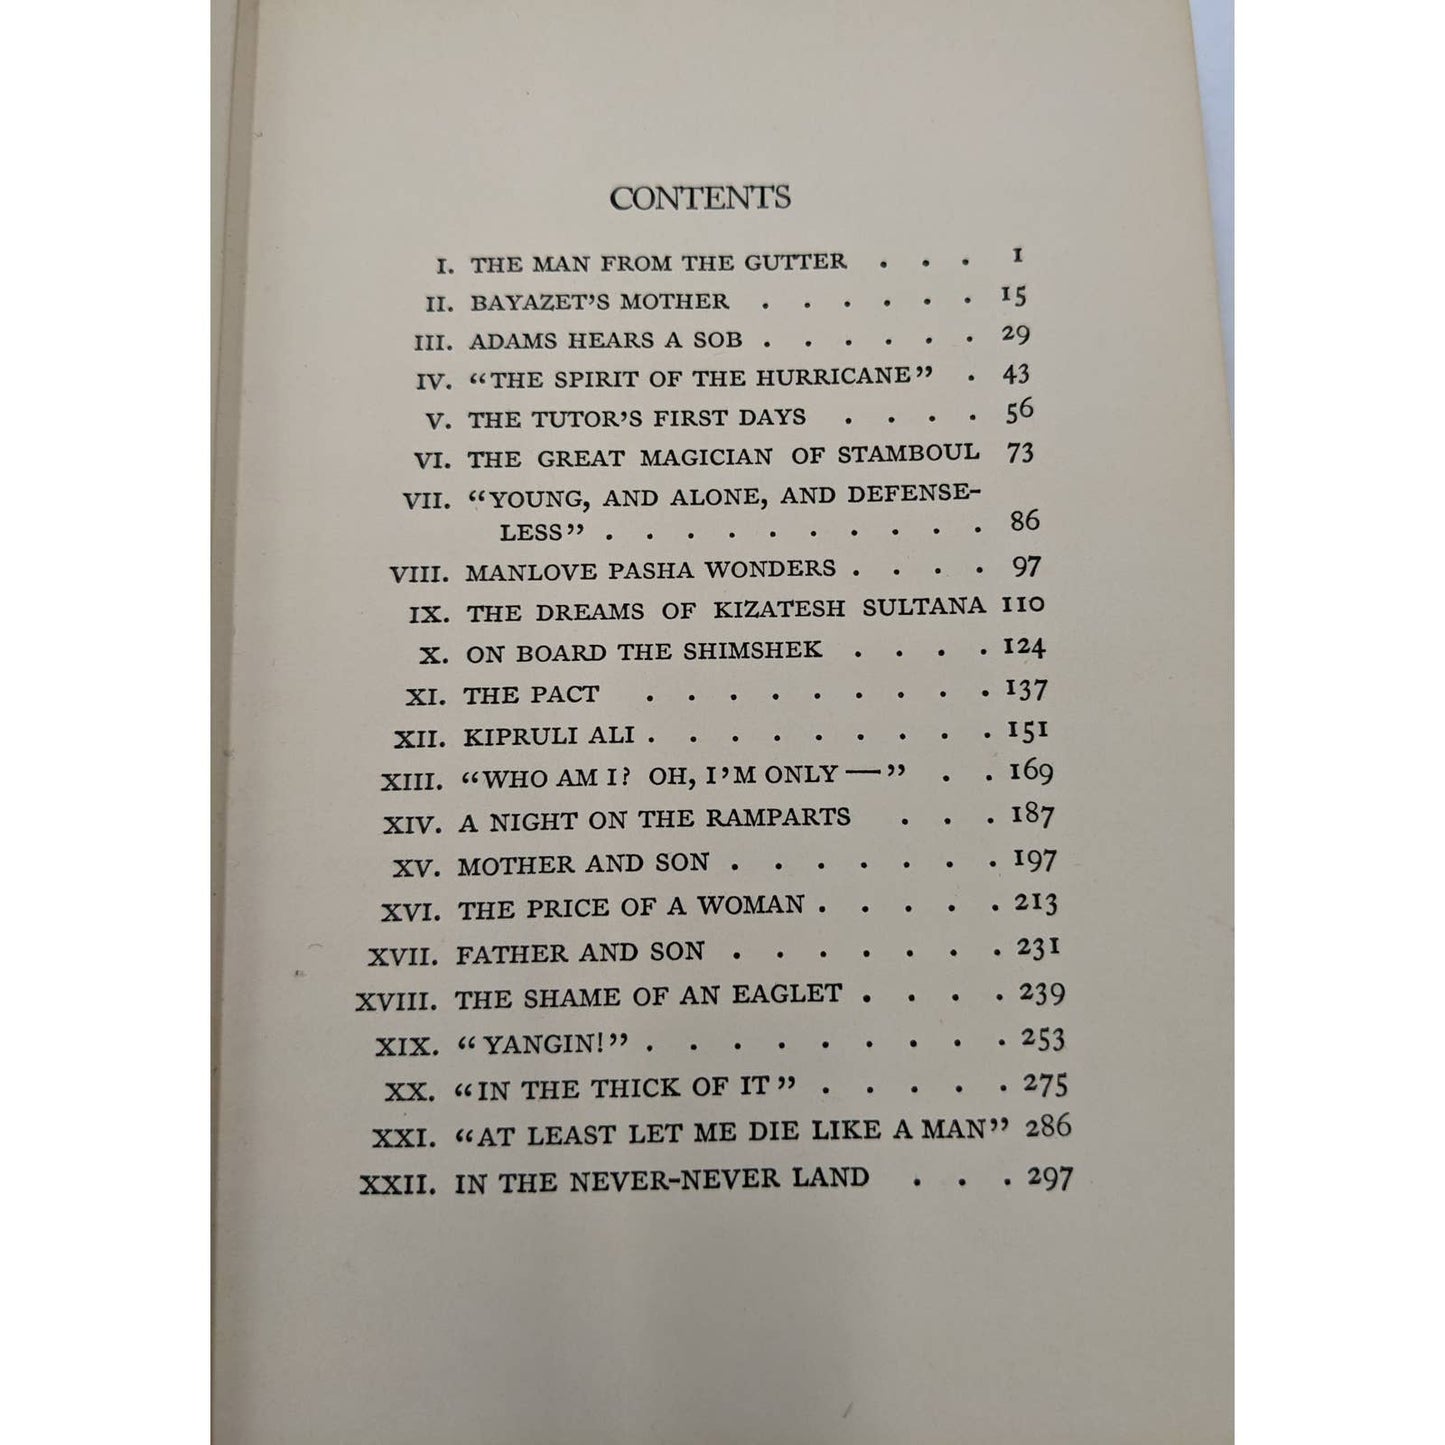 CONTENTS
I. THE MAN FROM THE GUTTER . . . 1
II. BAYAZET'S MOTHER . . . . . . 15
III. ADAMS HEARS A SOB . . . . . . 29
IV. “THE SPIRIT OF THE HURRICANE” . 43
V. THE TUTOR'S FIRST DAYS . . . . 56
VI. THE GREAT MAGICIAN OF STAMBOUL 73
VII. “YOUNG, AND ALONE, AND DEFENSE-
LESS” . . . . . . . . . . 86
VIII. MANLOVE PASHA WONDERS . . . . 97
IX. THE DREAMS OF KIZATESH SULTANA 110
X. ON BOARD THE SHIMSHEK . . . . 124
XI. THE PACT . . . . . . . . . 137
XII. KIPRULI ALI . . . . . . . . . 151
XIII. “WHO AM I? OH, I'M ONLY—” . . 169
XIV. A NIGHT ON THE RAMPARTS . . . 187
XV. MOTHER AND SON . . . . . . . 197
XVI. THE PRICE OF A WOMAN . . . . . 213
XVII. FATHER AND SON . . . . . . . 231
XVIII. THE SHAME OF AN EAGLET . . . . 239
XIX. “YANGIN!” . . . . . . . . . 253
XX. “IN THE THICK OF IT” . . . . . 275
XXI. “AT LEAST LET ME DIE LIKE A MAN” 286
XXII. IN THE NEVER-NEVER LAND . . . 297